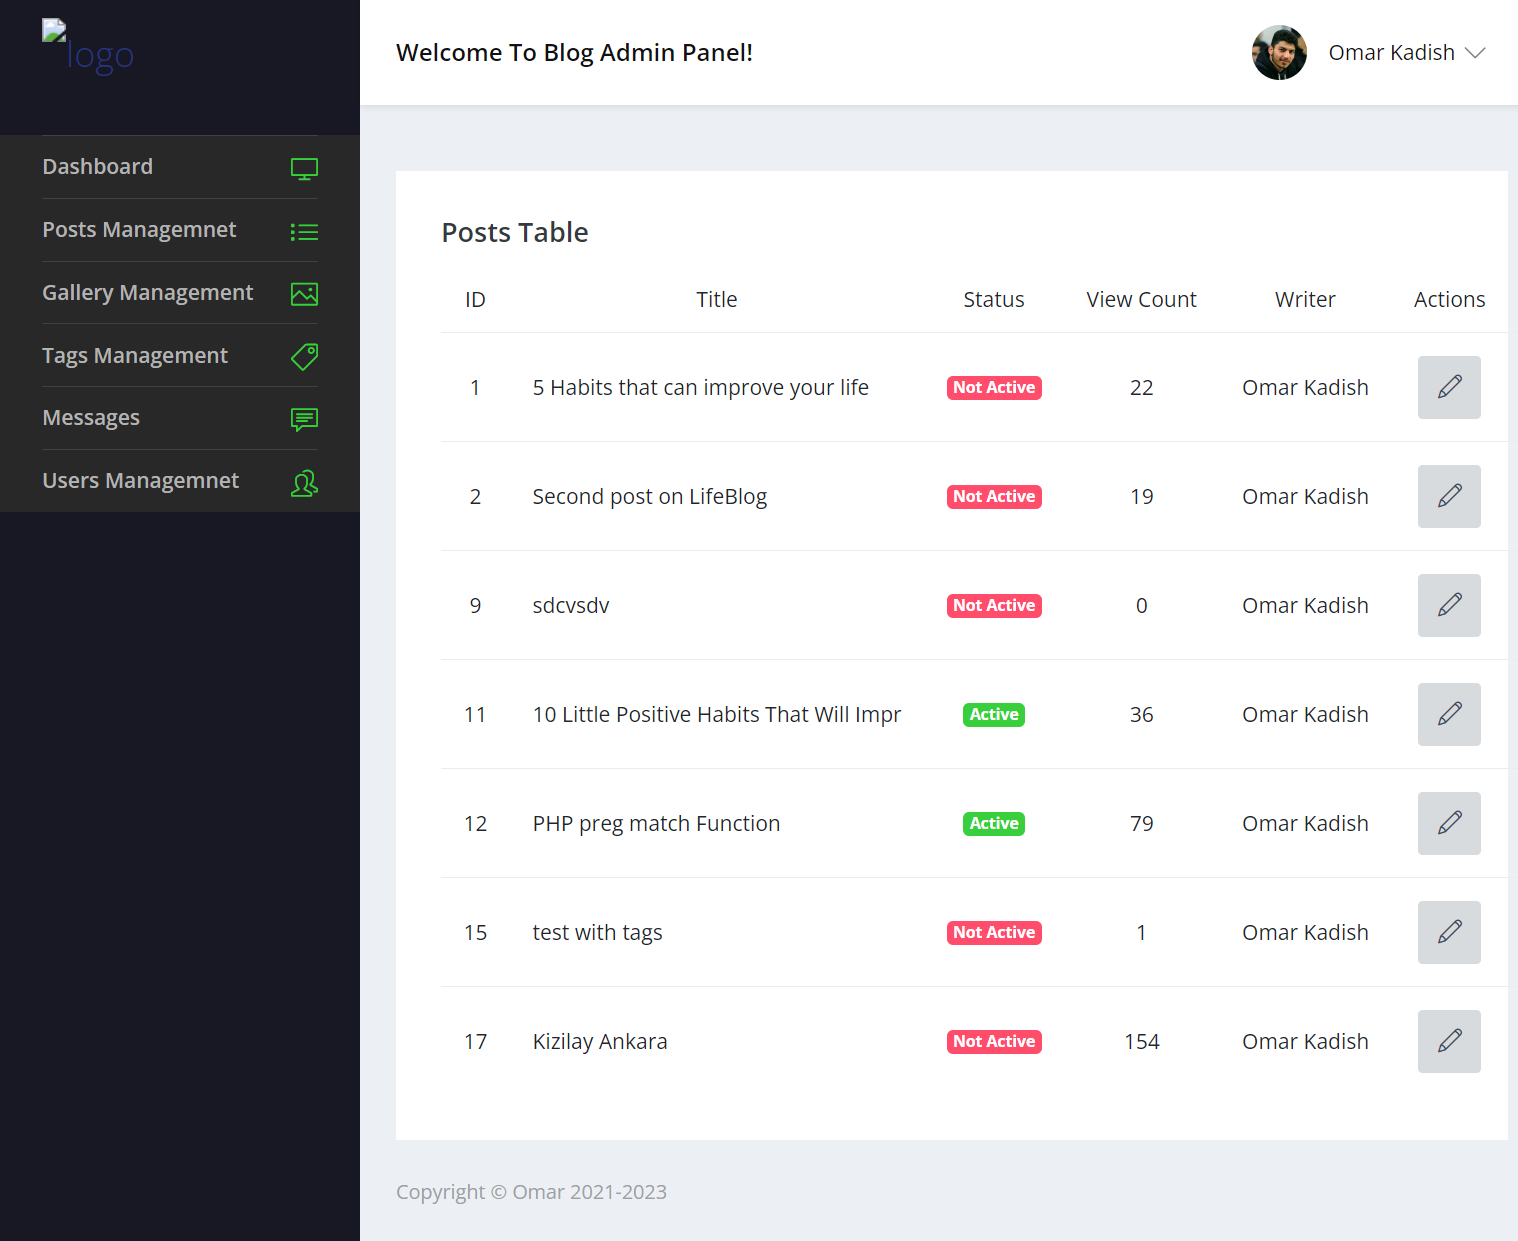 logo
Welcome To Blog Admin Panel!
Omar Kadish
Dashboard
Posts Managemnet
Gallery Management
Tags Management
Messages
Users Managemnet
Posts Table
ID Title Status View Count Writer Actions
1 5 Habits that can improve your life Not Active 22 Omar Kadish
2 Second post on LifeBlog Not Active 19 Omar Kadish
9 sdcvsdv Not Active 0 Omar Kadish
11 10 Little Positive Habits That Will Impr Active 36 Omar Kadish
12 PHP preg match Function Active 79 Omar Kadish
15 test with tags Not Active 1 Omar Kadish
17 Kizilay Ankara Not Active 154 Omar Kadish
Copyright © Omar 2021-2023